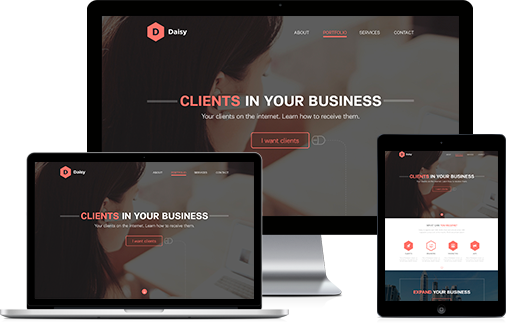 D Daisy
ABOUT PORTFOLIO SERVICES CONTACT
CLIENTS IN YOUR BUSINESS
Your clients on the internet. Learn how to receive them.
I want clients
D Daisy
ABOUT PORTFOLIO SERVICES CONTACT
CLIENTS IN YOUR BUSINESS
Your clients on the internet. Learn how to receive them.
I want clients
Daisy
CLIENTS IN YOUR BUSINESS
EXPAND YOUR BUSINESS